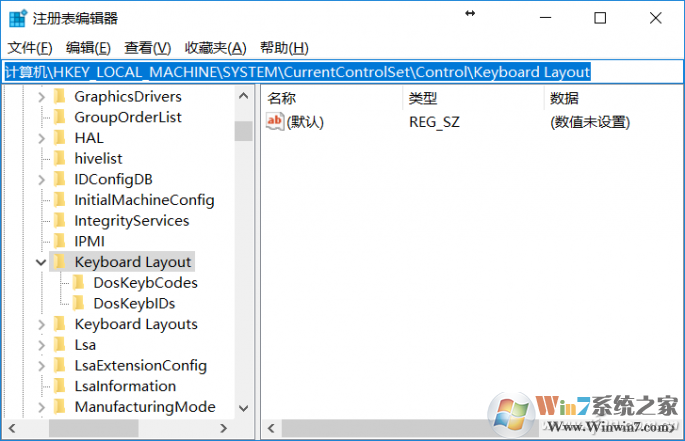 注册表编辑器
文件(F) 编辑(E) 查看(V) 收藏夹(A) 帮助(H)
计算机\HKEY_LOCAL_MACHINE\SYSTEM\CurrentControlSet\Control\Keyboard Layout
GraphicsDrivers
GroupOrderList
HAL
hivelist
IDConfigDB
InitialMachineConfig
IntegrityServices
IPMI
Keyboard Layout
DosKeybCodes
DosKeybIDs
Keyboard Layouts
Lsa
LsaExtensionConfig
LsaInformation
ManufacturingMode
名称 类型 数据
ab (默认) REG_SZ (数值未设置)
Win7系统之家
Www.Winwin7.com